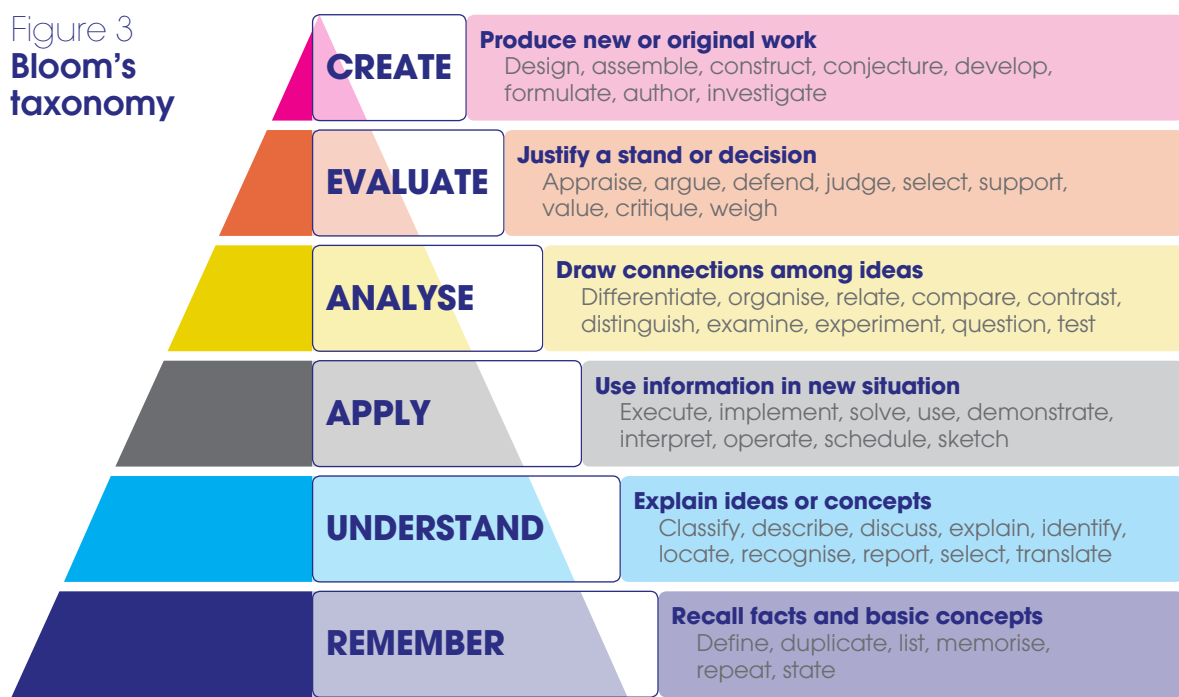 Figure 3
Bloom's
taxonomy
CREATE
Produce new or original work
Design, assemble, construct, conjecture, develop,
formulate, author, investigate
EVALUATE
Justify a stand or decision
Appraise, argue, defend, judge, select, support,
value, critique, weigh
ANALYSE
Draw connections among ideas
Differentiate, organise, relate, compare, contrast,
distinguish, examine, experiment, question, test
APPLY
Use information in new situation
Execute, implement, solve, use, demonstrate,
interpret, operate, schedule, sketch
UNDERSTAND
Explain ideas or concepts
Classify, describe, discuss, explain, identify,
locate, recognise, report, select, translate
REMEMBER
Recall facts and basic concepts
Define, duplicate, list, memorise,
repeat, state